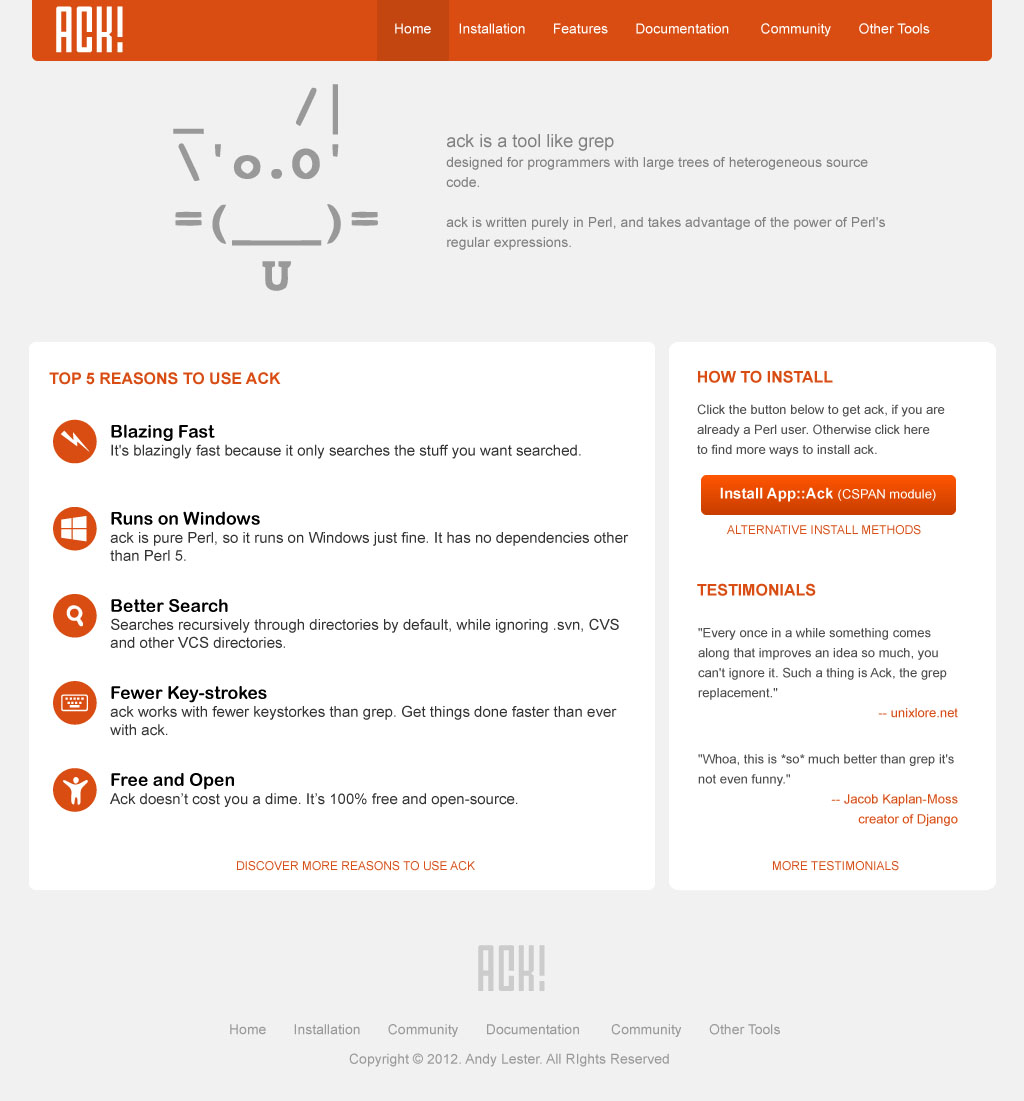 ACK!
Home Installation Features Documentation Community Other Tools
/|
_
\'o.O'
=(___)=
U
ack is a tool like grep
designed for programmers with large trees of heterogeneous source
code.
ack is written purely in Perl, and takes advantage of the power of Perl's
regular expressions.
TOP 5 REASONS TO USE ACK
Blazing Fast
It's blazingly fast because it only searches the stuff you want searched.
Runs on Windows
ack is pure Perl, so it runs on Windows just fine. It has no dependencies other
than Perl 5.
Better Search
Searches recursively through directories by default, while ignoring .svn, CVS
and other VCS directories.
Fewer Key-strokes
ack works with fewer keystorkes than grep. Get things done faster than ever
with ack.
Free and Open
Ack doesn’t cost you a dime. It’s 100% free and open-source.
DISCOVER MORE REASONS TO USE ACK
HOW TO INSTALL
Click the button below to get ack, if you are
already a Perl user. Otherwise click here
to find more ways to install ack.
Install App::Ack (CSPAN module)
ALTERNATIVE INSTALL METHODS
TESTIMONIALS
"Every once in a while something comes
along that improves an idea so much, you
can't ignore it. Such a thing is Ack, the grep
replacement."
-- unixlore.net
"Whoa, this is *so* much better than grep it's
not even funny."
-- Jacob Kaplan-Moss
creator of Django
MORE TESTIMONIALS
ACK!
Home Installation Community Documentation Community Other Tools
Copyright © 2012. Andy Lester. All RIghts Reserved